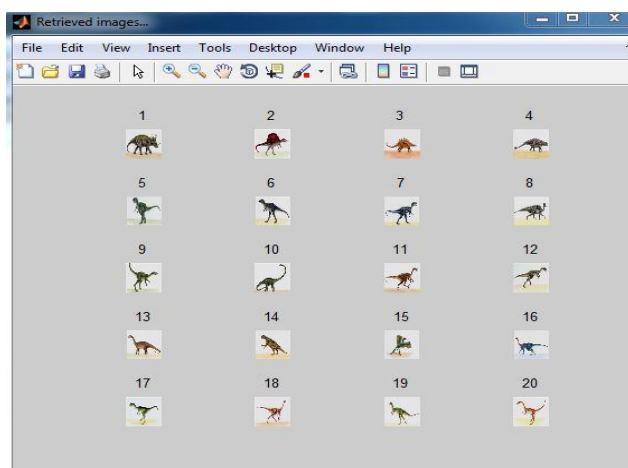 Retrieved images...
File Edit View Insert Tools Desktop Window Help
1 2 3 4
5 6 7 8
9 10 11 12
13 14 15 16
17 18 19 20